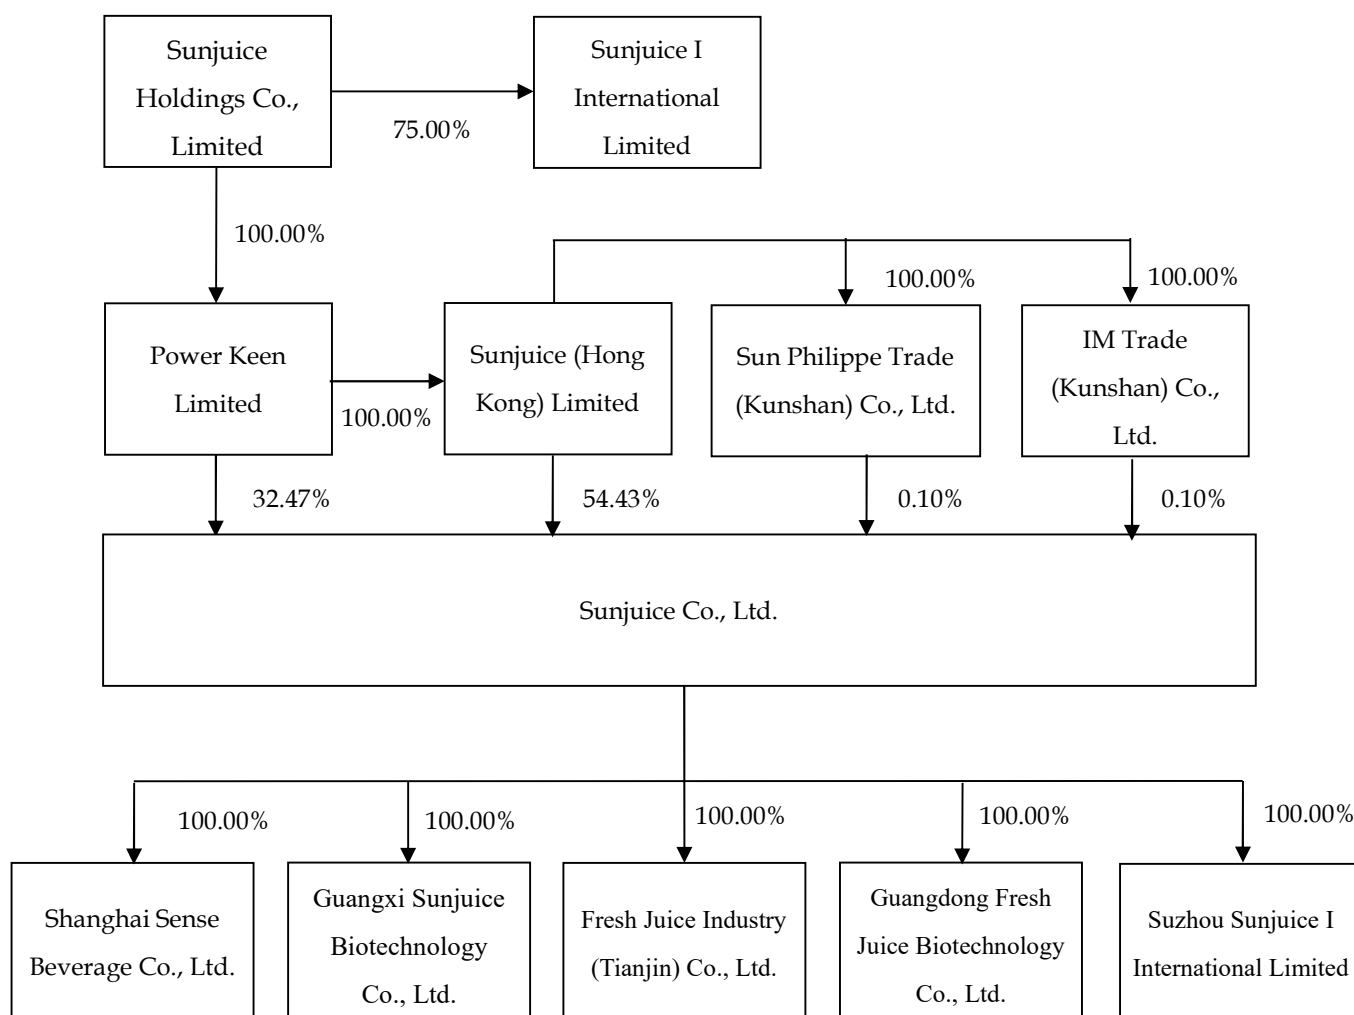 Sunjuice
Holdings Co.,
Limited
Sunjuice I
International
Limited
75.00%
100.00%
100.00%
100.00%
Power Keen
Limited
Sunjuice (Hong
Kong) Limited
Sun Philippe Trade
(Kunshan) Co., Ltd.
IM Trade
(Kunshan) Co.,
Ltd.
100.00%
32.47%
54.43%
0.10%
0.10%
Sunjuice Co., Ltd.
100.00%
100.00%
100.00%
100.00%
100.00%
Shanghai Sense
Beverage Co., Ltd.
Guangxi Sunjuice
Biotechnology
Co., Ltd.
Fresh Juice Industry
(Tianjin) Co., Ltd.
Guangdong Fresh
Juice Biotechnology
Co., Ltd.
Suzhou Sunjuice I
International Limited